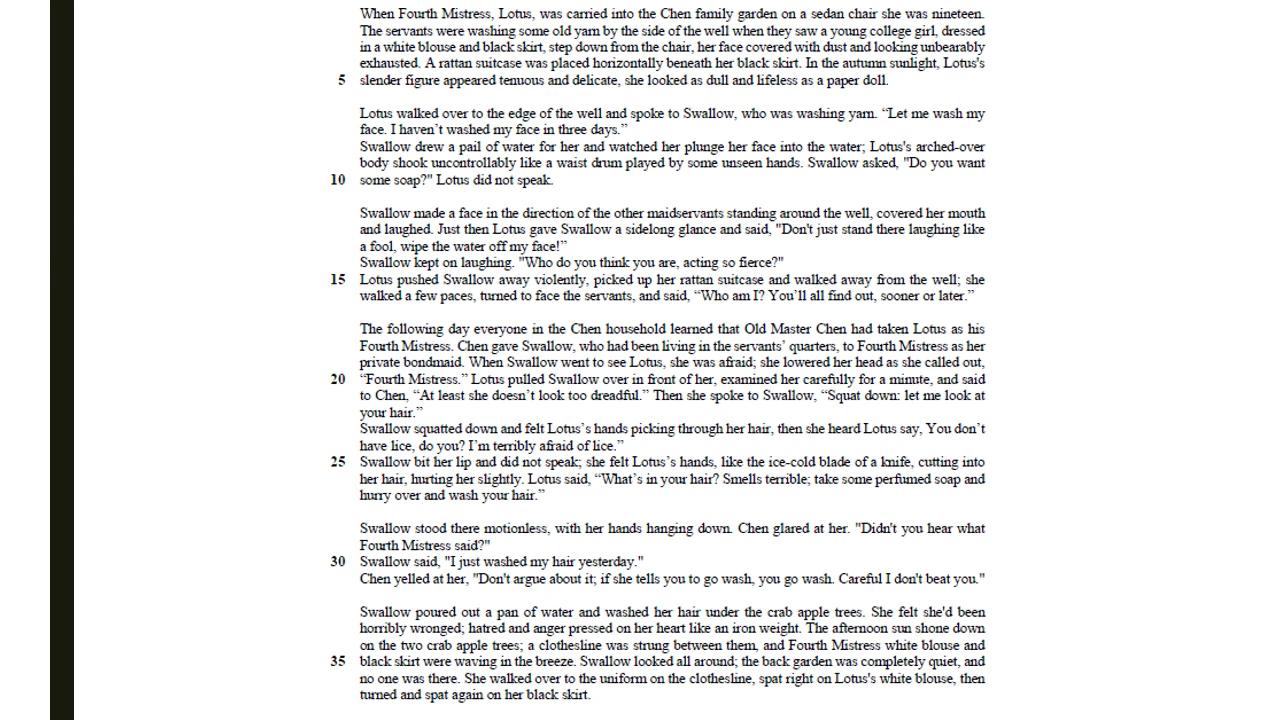 When Fourth Mistress, Lotus, was carried into the Chen family garden on a sedan chair she was nineteen.
The servants were washing some old yarn by the side of the well when they saw a young college girl, dressed
in a white blouse and black skirt, step down from the chair, her face covered with dust and looking unbearably
exhausted. A rattan suitcase was placed horizontally beneath her black skirt. In the autumn sunlight, Lotus's
5 slender figure appeared tenuous and delicate, she looked as dull and lifeless as a paper doll.
Lotus walked over to the edge of the well and spoke to Swallow, who was washing yarn. “Let me wash my
face. I haven’t washed my face in three days.”
Swallow drew a pail of water for her and watched her plunge her face into the water; Lotus's arched-over
body shook uncontrollably like a waist drum played by some unseen hands. Swallow asked, "Do you want
10 some soap?" Lotus did not speak.
Swallow made a face in the direction of the other maidservants standing around the well, covered her mouth
and laughed. Just then Lotus gave Swallow a sidelong glance and said, "Don't just stand there laughing like
a fool, wipe the water off my face!”
Swallow kept on laughing. "Who do you think you are, acting so fierce?"
15 Lotus pushed Swallow away violently, picked up her rattan suitcase and walked away from the well; she
walked a few paces, turned to face the servants, and said, “Who am I? You’ll all find out, sooner or later.”
The following day everyone in the Chen household learned that Old Master Chen had taken Lotus as his
Fourth Mistress. Chen gave Swallow, who had been living in the servants’ quarters, to Fourth Mistress as her
private bondmaid. When Swallow went to see Lotus, she was afraid; she lowered her head as she called out,
20 “Fourth Mistress.” Lotus pulled Swallow over in front of her, examined her carefully for a minute, and said
to Chen, “At least she doesn’t look too dreadful.” Then she spoke to Swallow, “Squat down: let me look at
your hair.”
Swallow squatted down and felt Lotus’s hands picking through her hair, then she heard Lotus say, You don’t
have lice, do you? I’m terribly afraid of lice.”
25 Swallow bit her lip and did not speak; she felt Lotus’s hands, like the ice-cold blade of a knife, cutting into
her hair, hurting her slightly. Lotus said, “What’s in your hair? Smells terrible; take some perfumed soap and
hurry over and wash your hair.”
Swallow stood there motionless, with her hands hanging down. Chen glared at her. "Didn't you hear what
Fourth Mistress said?"
30 Swallow said, "I just washed my hair yesterday."
Chen yelled at her, "Don't argue about it; if she tells you to go wash, you go wash. Careful I don't beat you."
Swallow poured out a pan of water and washed her hair under the crab apple trees. She felt she'd been
horribly wronged; hatred and anger pressed on her heart like an iron weight. The afternoon sun shone down
on the two crab apple trees; a clothesline was strung between them, and Fourth Mistress white blouse and
35 black skirt were waving in the breeze. Swallow looked all around; the back garden was completely quiet, and
no one was there. She walked over to the uniform on the clothesline, spat right on Lotus's white blouse, then
turned and spat again on her black skirt.